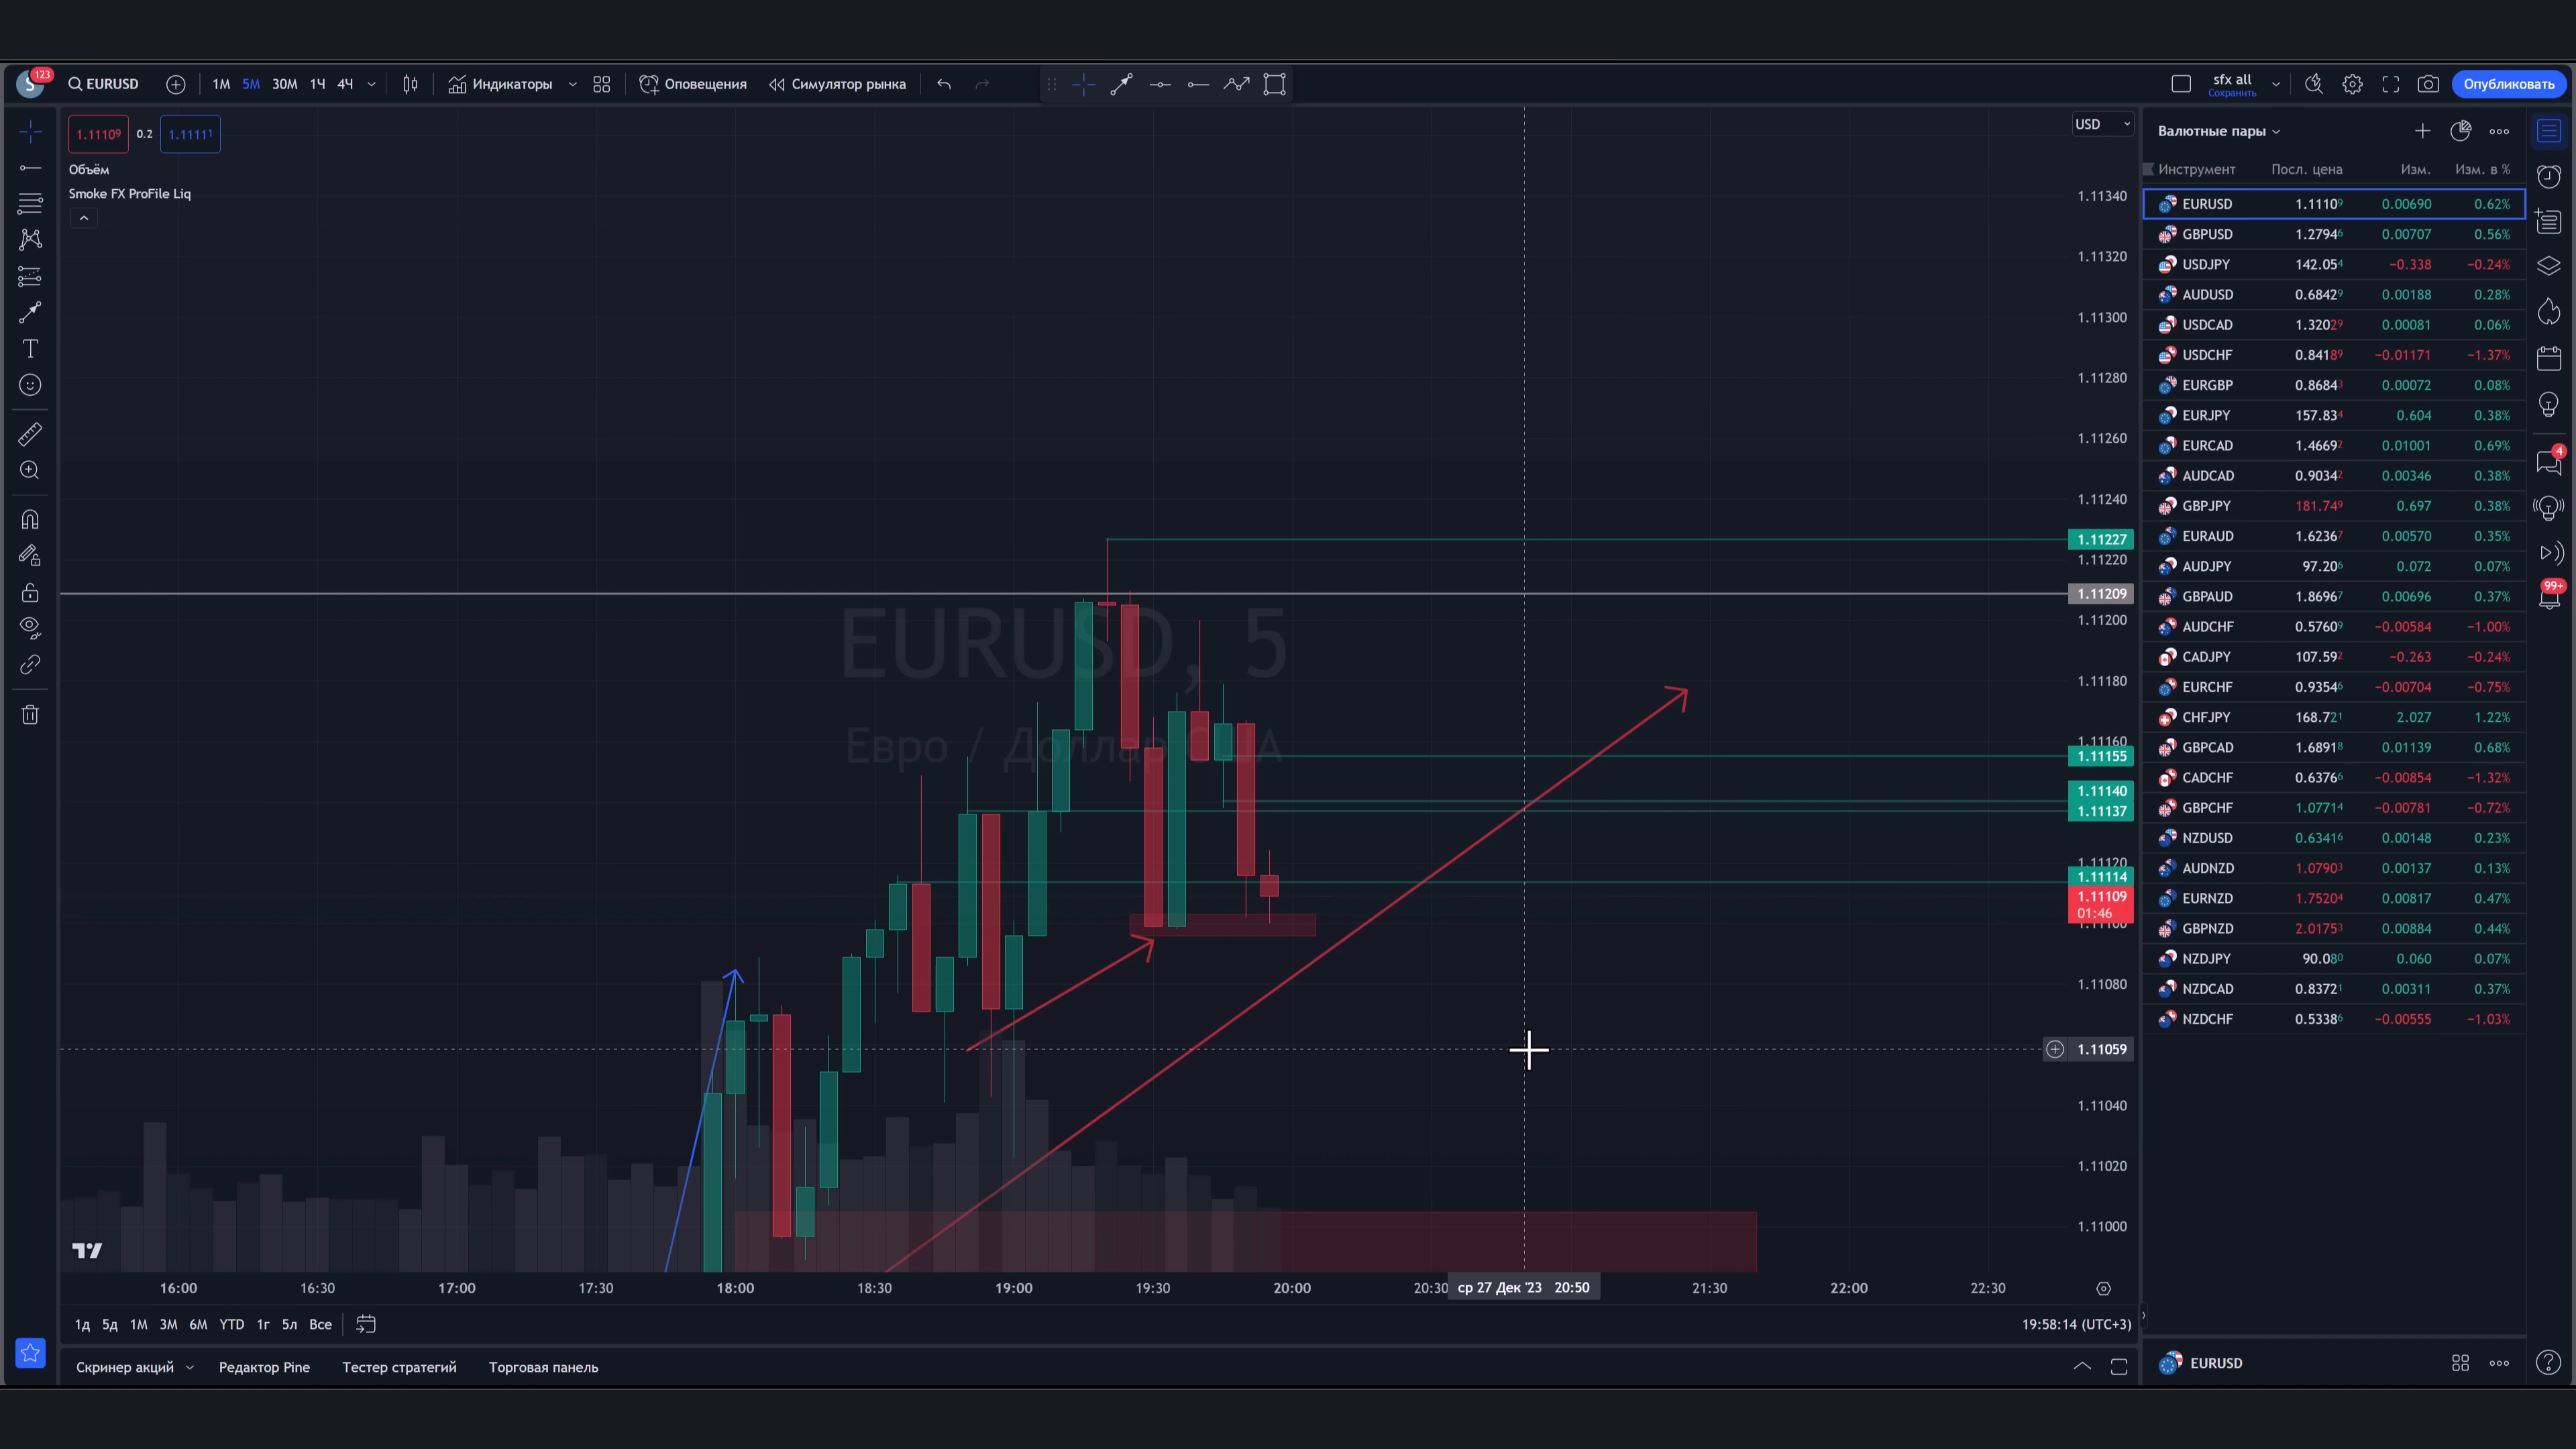 S 123 EURUSD 1М 5М 30М 1Ч 4Ч Индикаторы Оповещения Симулятор рынка sfx all Сохранить Опубликовать
1.11109 0.2 1.11111
Объём
Smoke FX ProFile Liq
EURUSD, 5
Евро / Доллар США
USD
1.11340
1.11320
1.11300
1.11280
1.11260
1.11240
1.11227
1.11220
1.11209
1.11200
1.11180
1.11160
1.11155
1.11140
1.11137
1.11120
1.11114
1.11109
01:46
1.11100
1.11080
1.11059
1.11040
1.11020
1.11000
16:00 16:30 17:00 17:30 18:00 18:30 19:00 19:30 20:00 20:30 ср 27 Дек '23 20:50 21:30 22:00 22:30
1д 5д 1М 3М 6М YTD 1г 5л Все 19:58:14 (UTC+3)
Скринер акций Редактор Pine Тестер стратегий Торговая панель
Валютные пары
Инструмент Посл. цена Изм. Изм. в %
EURUSD 1.11109 0.00690 0.62%
GBPUSD 1.27946 0.00707 0.56%
USDJPY 142.054 −0.338 −0.24%
AUDUSD 0.68429 0.00188 0.28%
USDCAD 1.32029 0.00081 0.06%
USDCHF 0.84189 −0.01171 −1.37%
EURGBP 0.86843 0.00072 0.08%
EURJPY 157.834 0.604 0.38%
EURCAD 1.46692 0.01001 0.69%
AUDCAD 0.90342 0.00346 0.38%
GBPJPY 181.749 0.697 0.38%
EURAUD 1.62367 0.00570 0.35%
AUDJPY 97.206 0.072 0.07%
GBPAUD 1.86967 0.00696 0.37%
AUDCHF 0.57609 −0.00584 −1.00%
CADJPY 107.592 −0.263 −0.24%
EURCHF 0.93546 −0.00704 −0.75%
CHFJPY 168.721 2.027 1.22%
GBPCAD 1.68918 0.01139 0.68%
CADCHF 0.63766 −0.00854 −1.32%
GBPCHF 1.07714 −0.00781 −0.72%
NZDUSD 0.63416 0.00148 0.23%
AUDNZD 1.07903 0.00137 0.13%
EURNZD 1.75204 0.00817 0.47%
GBPNZD 2.01753 0.00884 0.44%
NZDJPY 90.080 0.060 0.07%
NZDCAD 0.83721 0.00311 0.37%
NZDCHF 0.53386 −0.00555 −1.03%
EURUSD
4
99+